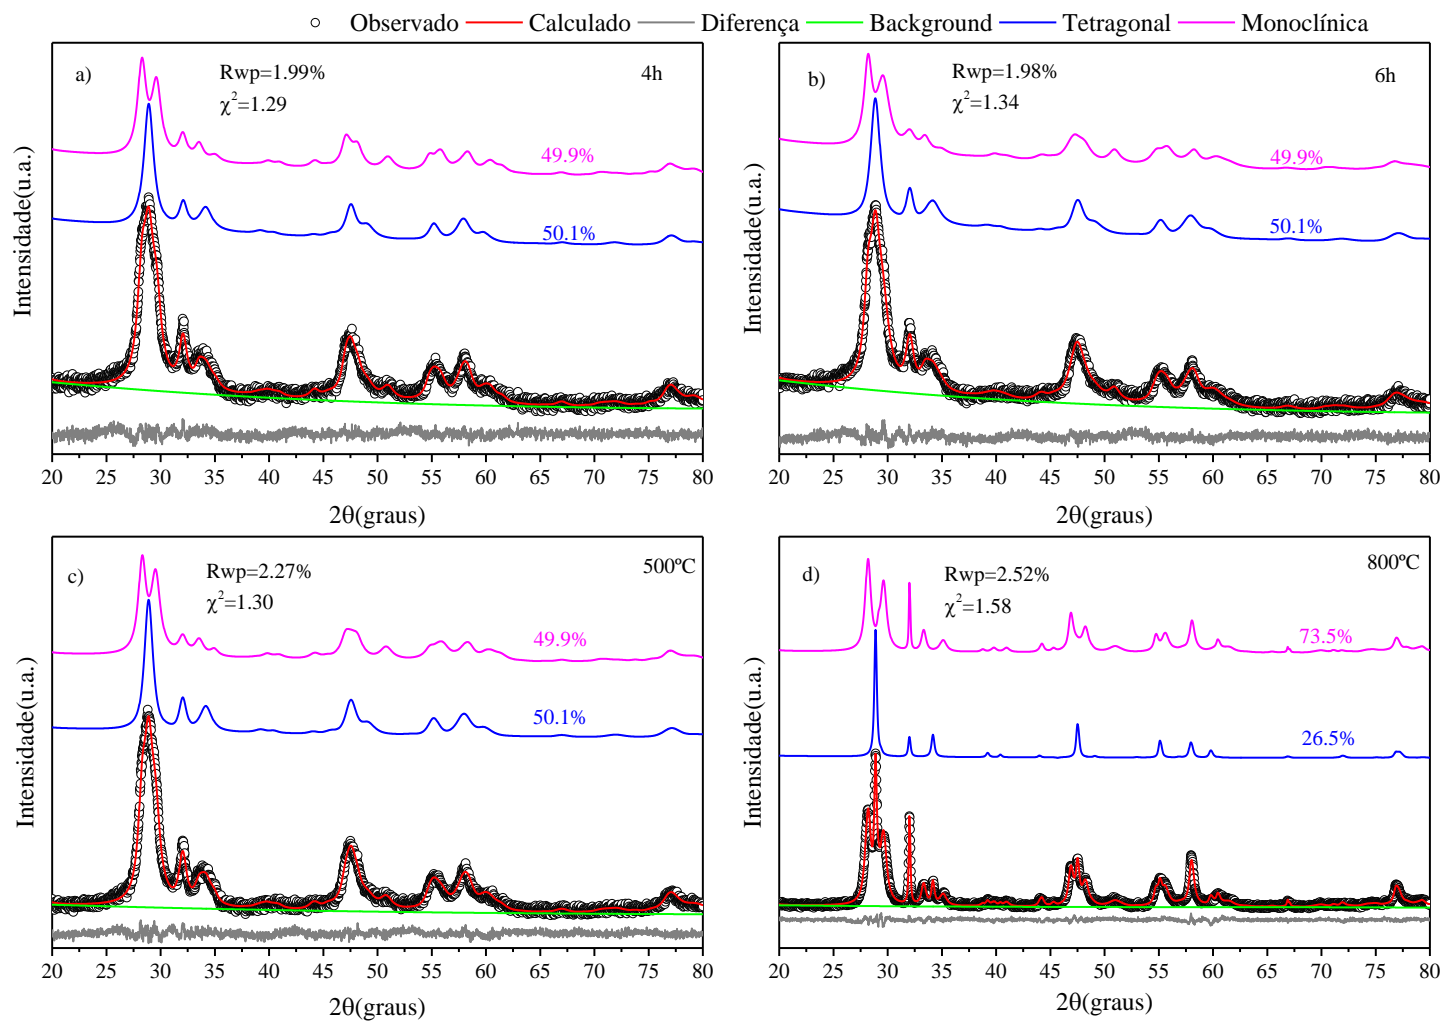 Observado Calculado Diferença Background Tetragonal Monoclínica
a) Rwp=1.99% 4h
χ²=1.29
49.9%
50.1%
Intensidade(u.a.)
20 25 30 35 40 45 50 55 60 65 70 75 80
2θ(graus)
b) Rwp=1.98% 6h
χ²=1.34
49.9%
50.1%
Intensidade(u.a.)
20 25 30 35 40 45 50 55 60 65 70 75 80
2θ(graus)
c) Rwp=2.27% 500ºC
χ²=1.30
49.9%
50.1%
Intensidade(u.a.)
20 25 30 35 40 45 50 55 60 65 70 75 80
2θ(graus)
d) Rwp=2.52% 800ºC
χ²=1.58
73.5%
26.5%
Intensidade(u.a.)
20 25 30 35 40 45 50 55 60 65 70 75 80
2θ(graus)